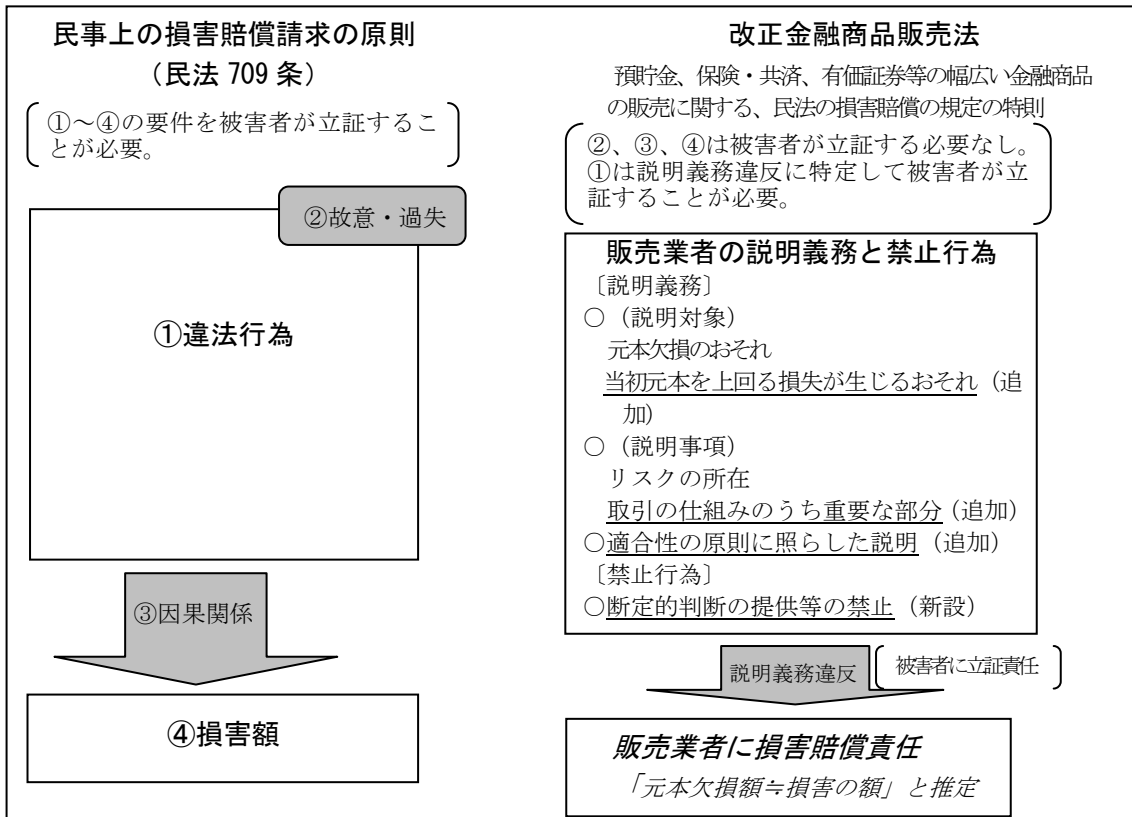 民事上の損害賠償請求の原則
(民法 709 条)
①～④の要件を被害者が立証するこ
とが必要。
②故意・過失
①違法行為
③因果関係
④損害額
改正金融商品販売法
預貯金、保険・共済、有価証券等の幅広い金融商品
の販売に関する、民法の損害賠償の規定の特則
②、③、④は被害者が立証する必要なし。
①は説明義務違反に特定して被害者が立
証することが必要。
販売業者の説明義務と禁止行為
〔説明義務〕
○（説明対象）
元本欠損のおそれ
当初元本を上回る損失が生じるおそれ（追
加）
○（説明事項）
リスクの所在
取引の仕組みのうち重要な部分（追加）
○適合性の原則に照らした説明（追加）
〔禁止行為〕
○断定的判断の提供等の禁止（新設）
説明義務違反
被害者に立証責任
販売業者に損害賠償責任
「元本欠損額≒損害の額」と推定